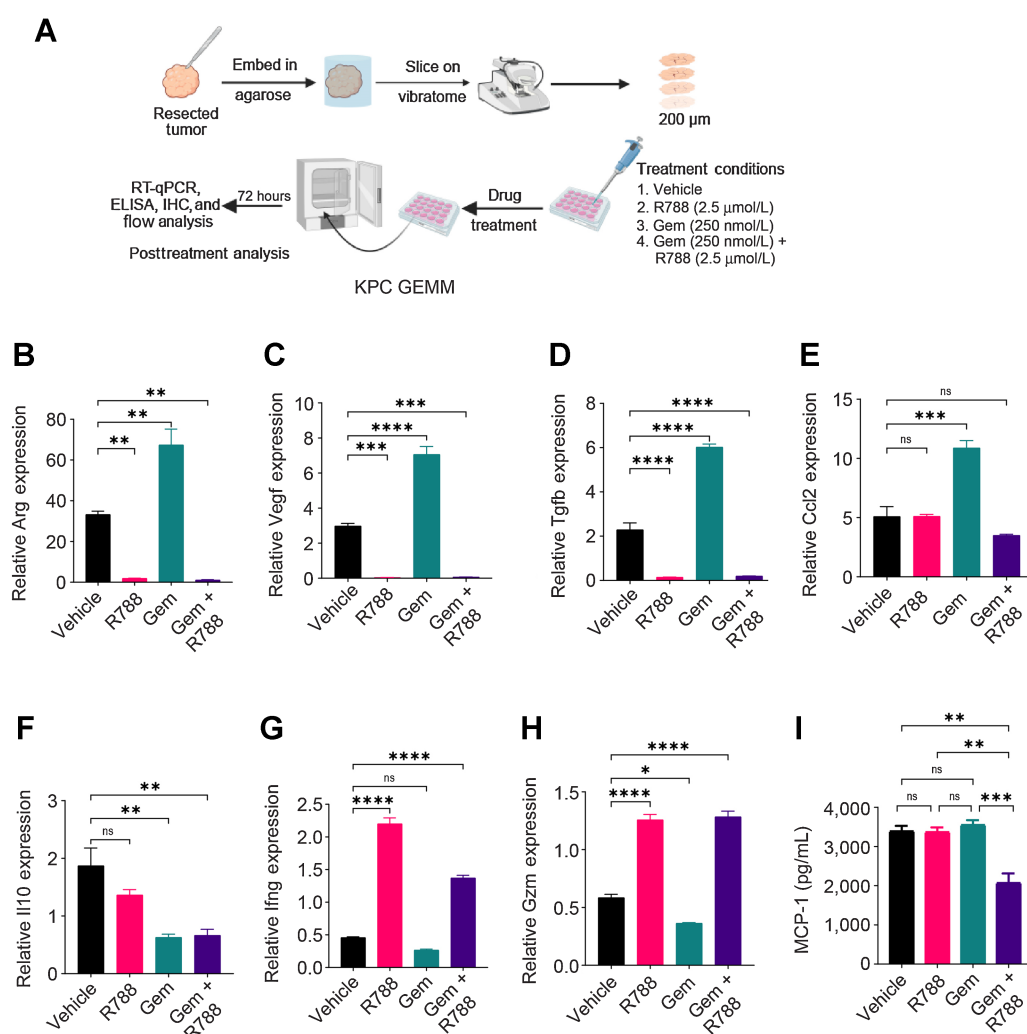 A
Embed in
agarose
Slice on
vibratome
Resected
tumor
200 µm
Treatment conditions
1. Vehicle
2. R788 (2.5 µmol/L)
3. Gem (250 nmol/L)
4. Gem (250 nmol/L) +
R788 (2.5 µmol/L)
Drug
treatment
72 hours
RT-qPCR,
ELISA, IHC, and
flow analysis
Posttreatment analysis
KPC GEMM
B
Relative Arg expression
80
60
40
20
0
**
**
**
Vehicle
R788
Gem
Gem +
R788
C
Relative Vegf expression
10
8
6
4
2
0
***
****
***
Vehicle
R788
Gem
Gem +
R788
D
Relative Tgfb expression
8
6
4
2
0
****
****
****
Vehicle
R788
Gem
Gem +
R788
E
Relative Ccl2 expression
15
10
5
0
ns
***
ns
Vehicle
R788
Gem
Gem +
R788
F
Relative Il10 expression
3
2
1
0
**
**
ns
Vehicle
R788
Gem
Gem +
R788
G
Relative Ifng expression
2.5
2.0
1.5
1.0
0.5
0.0
****
ns
****
Vehicle
R788
Gem
Gem +
R788
H
Relative Gzm expression
1.5
1.0
0.5
0.0
****
*
****
Vehicle
R788
Gem
Gem +
R788
I
MCP-1 (pg/mL)
4,000
3,000
2,000
1,000
0
**
**
ns
ns
ns
***
Vehicle
R788
Gem
Gem +
R788